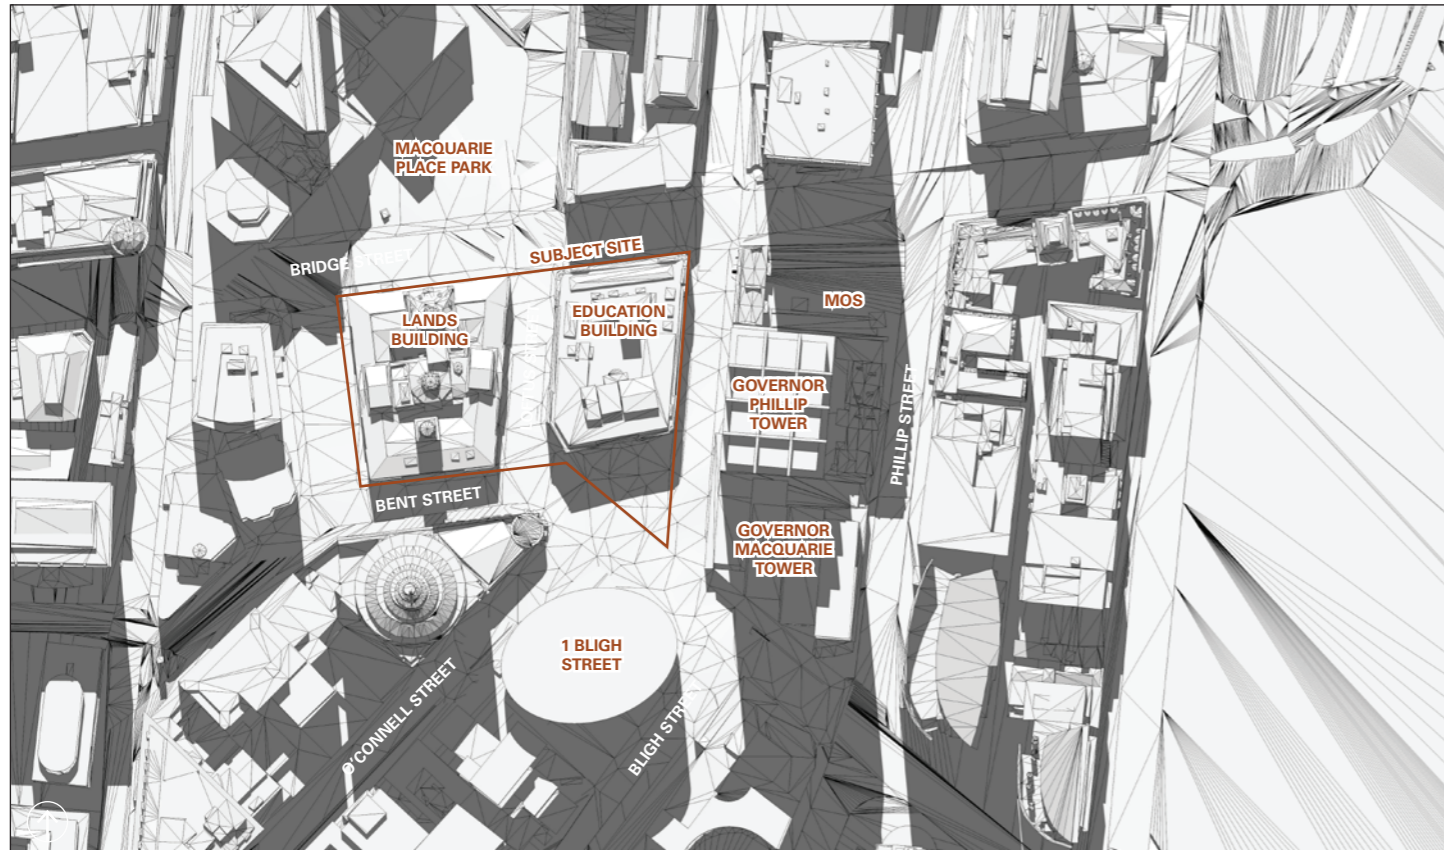 MACQUARIE
PLACE PARK
BRIDGE STREET
SUBJECT SITE
LANDS
BUILDING
EDUCATION
BUILDING
MOS
GOVERNOR
PHILLIP
TOWER
PHILLIP STREET
BENT STREET
GOVERNOR
MACQUARIE
TOWER
1 BLIGH
STREET
O'CONNELL STREET
BLIGH STREET